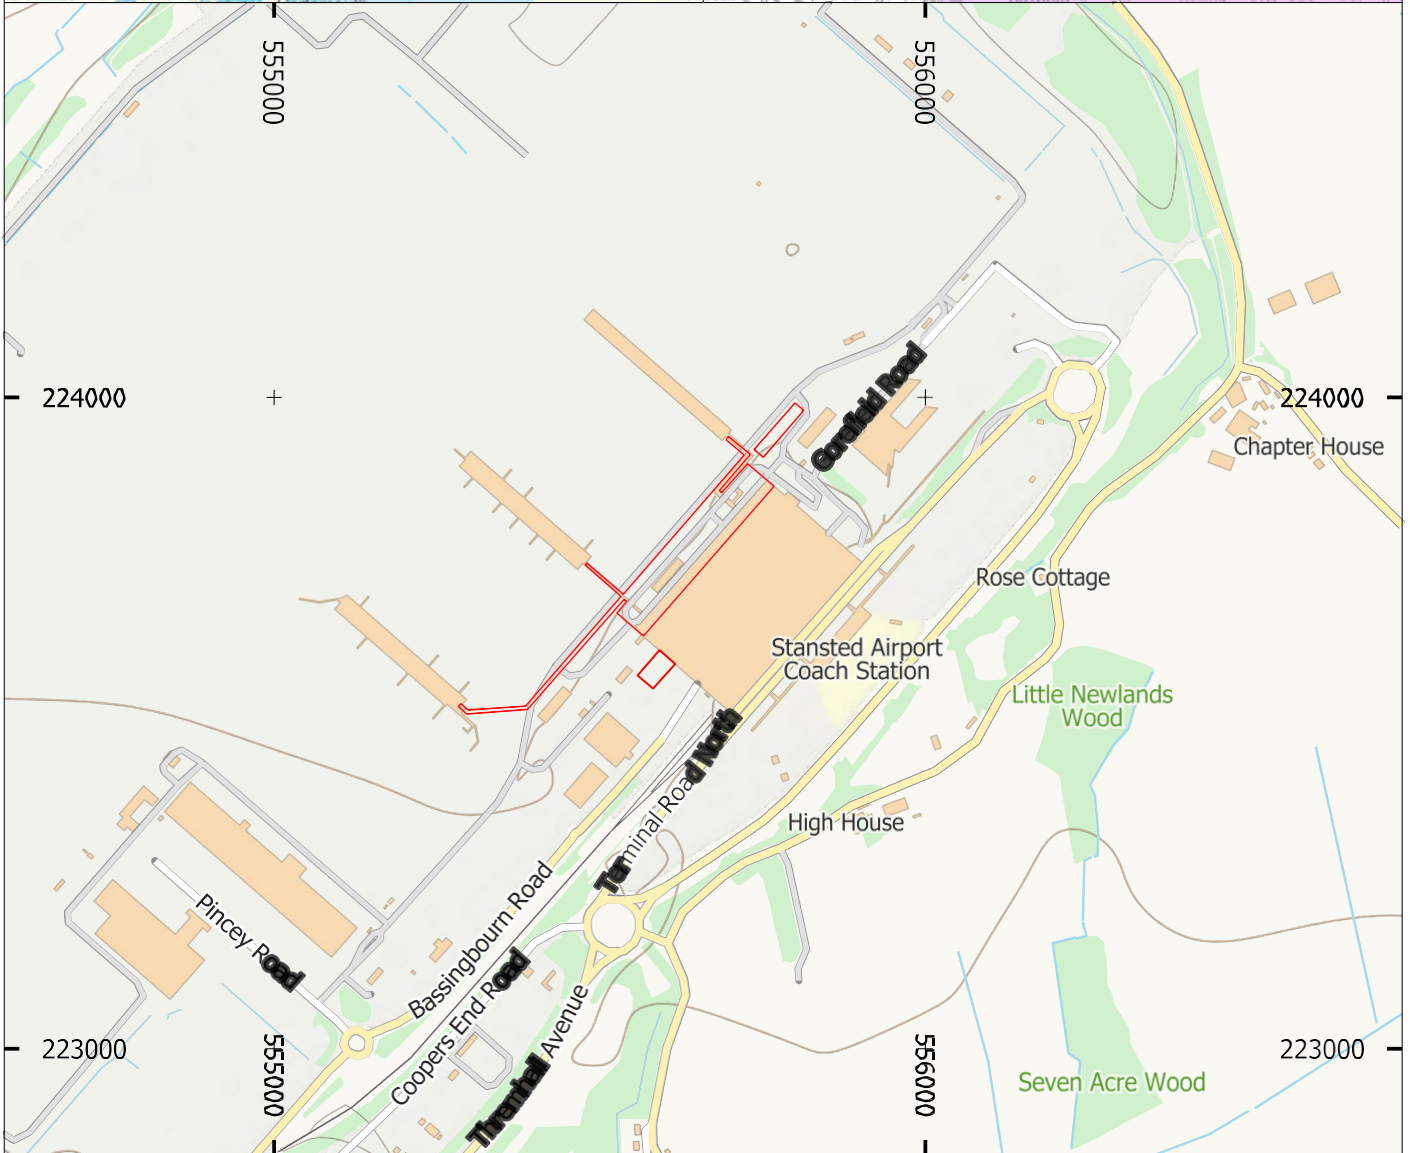 555000
556000
224000
224000
Corefield Road
Chapter House
Rose Cottage
Stansted Airport
Coach Station
Little Newlands
Wood
Terminal Road North
High House
Pincey Road
Bassingbourn Road
Coopers End Road
Thremhall Avenue
223000
223000
555000
556000
Seven Acre Wood